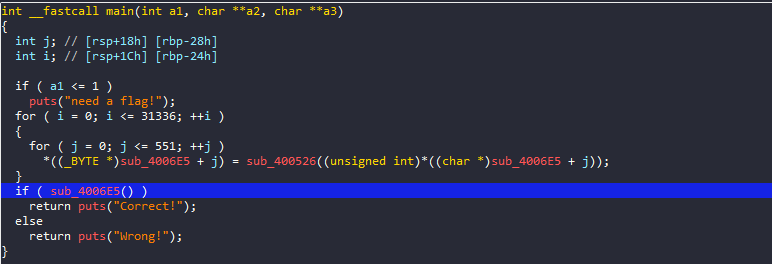 int __fastcall main(int a1, char **a2, char **a3)
{
  int j; // [rsp+18h] [rbp-28h]
  int i; // [rsp+1Ch] [rbp-24h]

  if ( a1 <= 1 )
    puts("need a flag!");
  for ( i = 0; i <= 31336; ++i )
  {
    for ( j = 0; j <= 551; ++j )
      *((_BYTE *)sub_4006E5 + j) = sub_400526((unsigned int)*((char *)sub_4006E5 + j));
  }
  if ( sub_4006E5() )
    return puts("Correct!");
  else
    return puts("Wrong!");
}